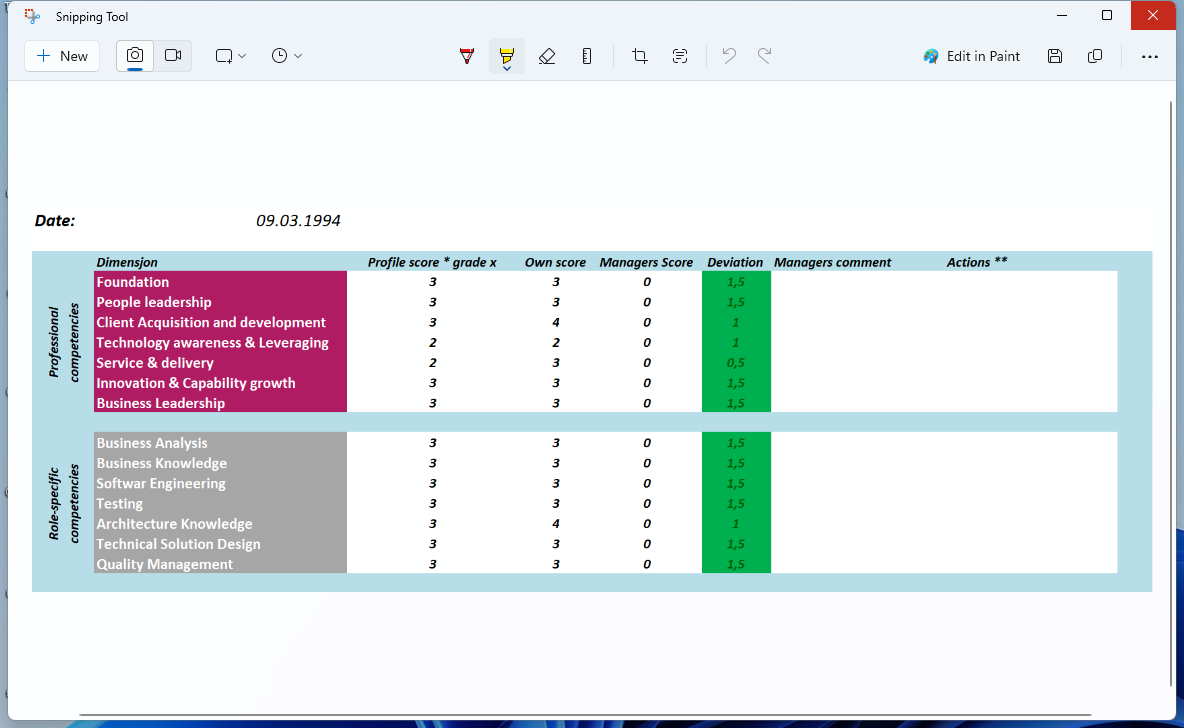 Snipping Tool
New
Edit in Paint
Date: 09.03.1994
Dimensjon Profile score * grade x Own score Managers Score Deviation Managers comment Actions **
Professional competencies
Foundation 3 3 0 1,5
People leadership 3 3 0 1,5
Client Acquisition and development 3 4 0 1
Technology awareness & Leveraging 2 2 0 1
Service & delivery 2 3 0 0,5
Innovation & Capability growth 3 3 0 1,5
Business Leadership 3 3 0 1,5
Role-specific competencies
Business Analysis 3 3 0 1,5
Business Knowledge 3 3 0 1,5
Softwar Engineering 3 3 0 1,5
Testing 3 3 0 1,5
Architecture Knowledge 3 4 0 1
Technical Solution Design 3 3 0 1,5
Quality Management 3 3 0 1,5